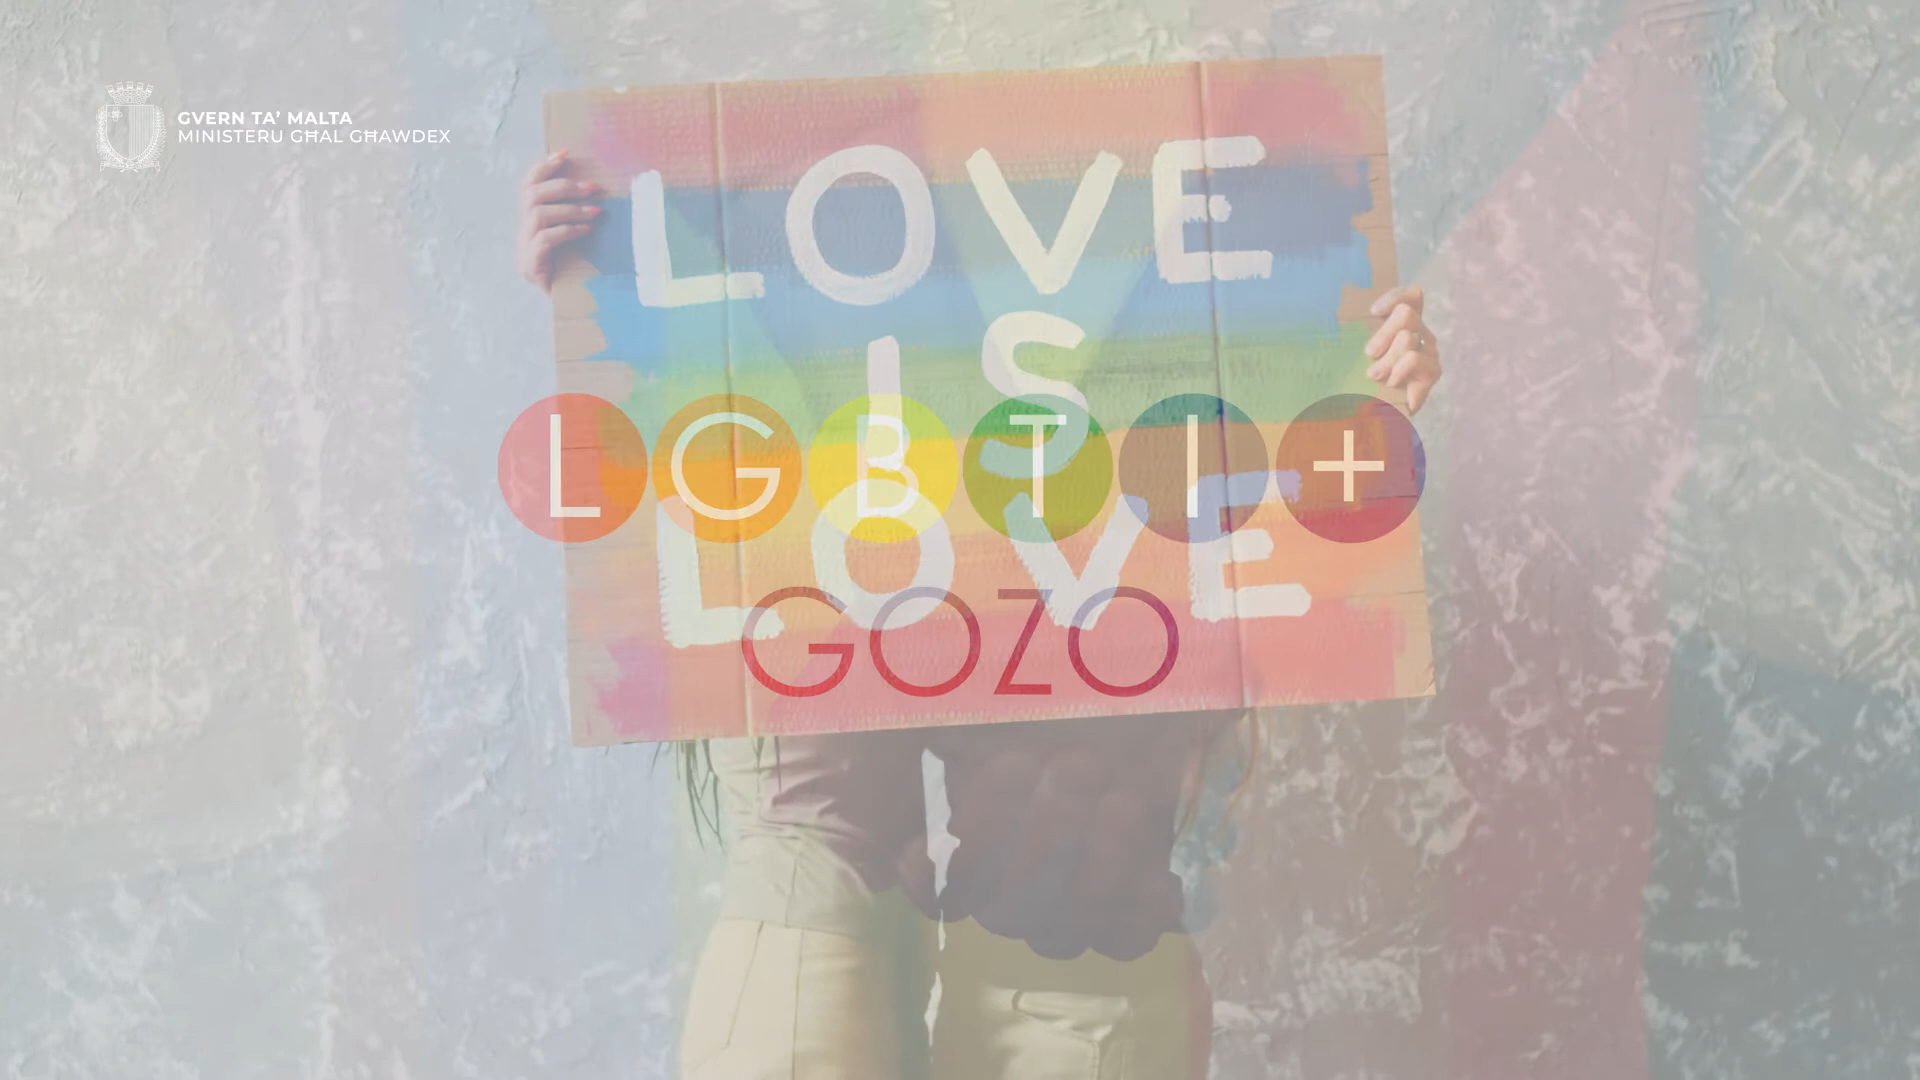 GVERN TA' MALTA
MINISTERU GĦAL GĦAWDEX
LOVE
IS
LOVE
LGBTI+
GOZO